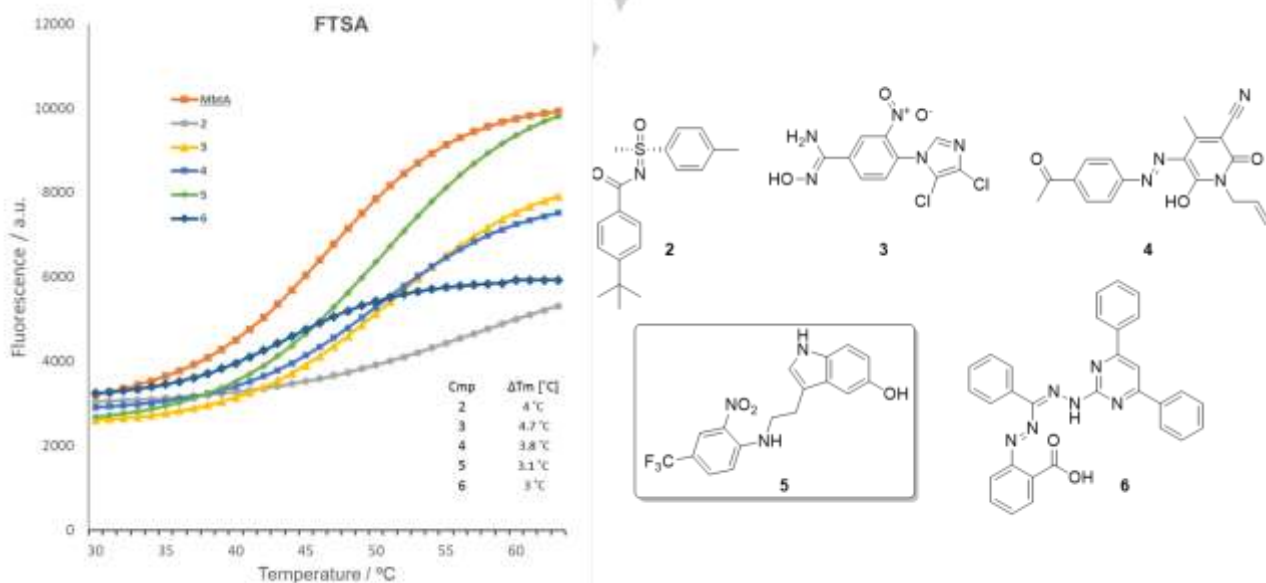 FTSA
12000
10000
8000
6000
4000
2000
0
Fluorescence / a.u.
MbtA
2
3
4
5
6
Cmp ΔTm [°C]
2 4 °C
3 4.7 °C
4 3.8 °C
5 3.1 °C
6 3 °C
30 35 40 45 50 55 60
Temperature / ºC
O
S
N
O
2
O
N+ O-
H2N
HO N
N
N
Cl
Cl
3
N
O
N
N
O
N
HO
4
H
N
OH
NO2
NH
F3C
5
N
N
N
N
H
N
N
O
OH
6